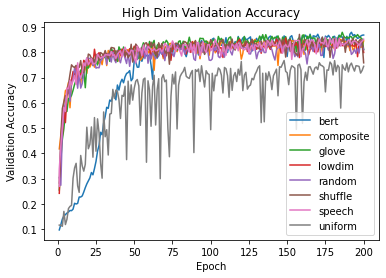 High Dim Validation Accuracy
Validation Accuracy
0.9
0.8
0.7
0.6
0.5
0.4
0.3
0.2
0.1
bert
composite
glove
lowdim
random
shuffle
speech
uniform
0 25 50 75 100 125 150 175 200
Epoch